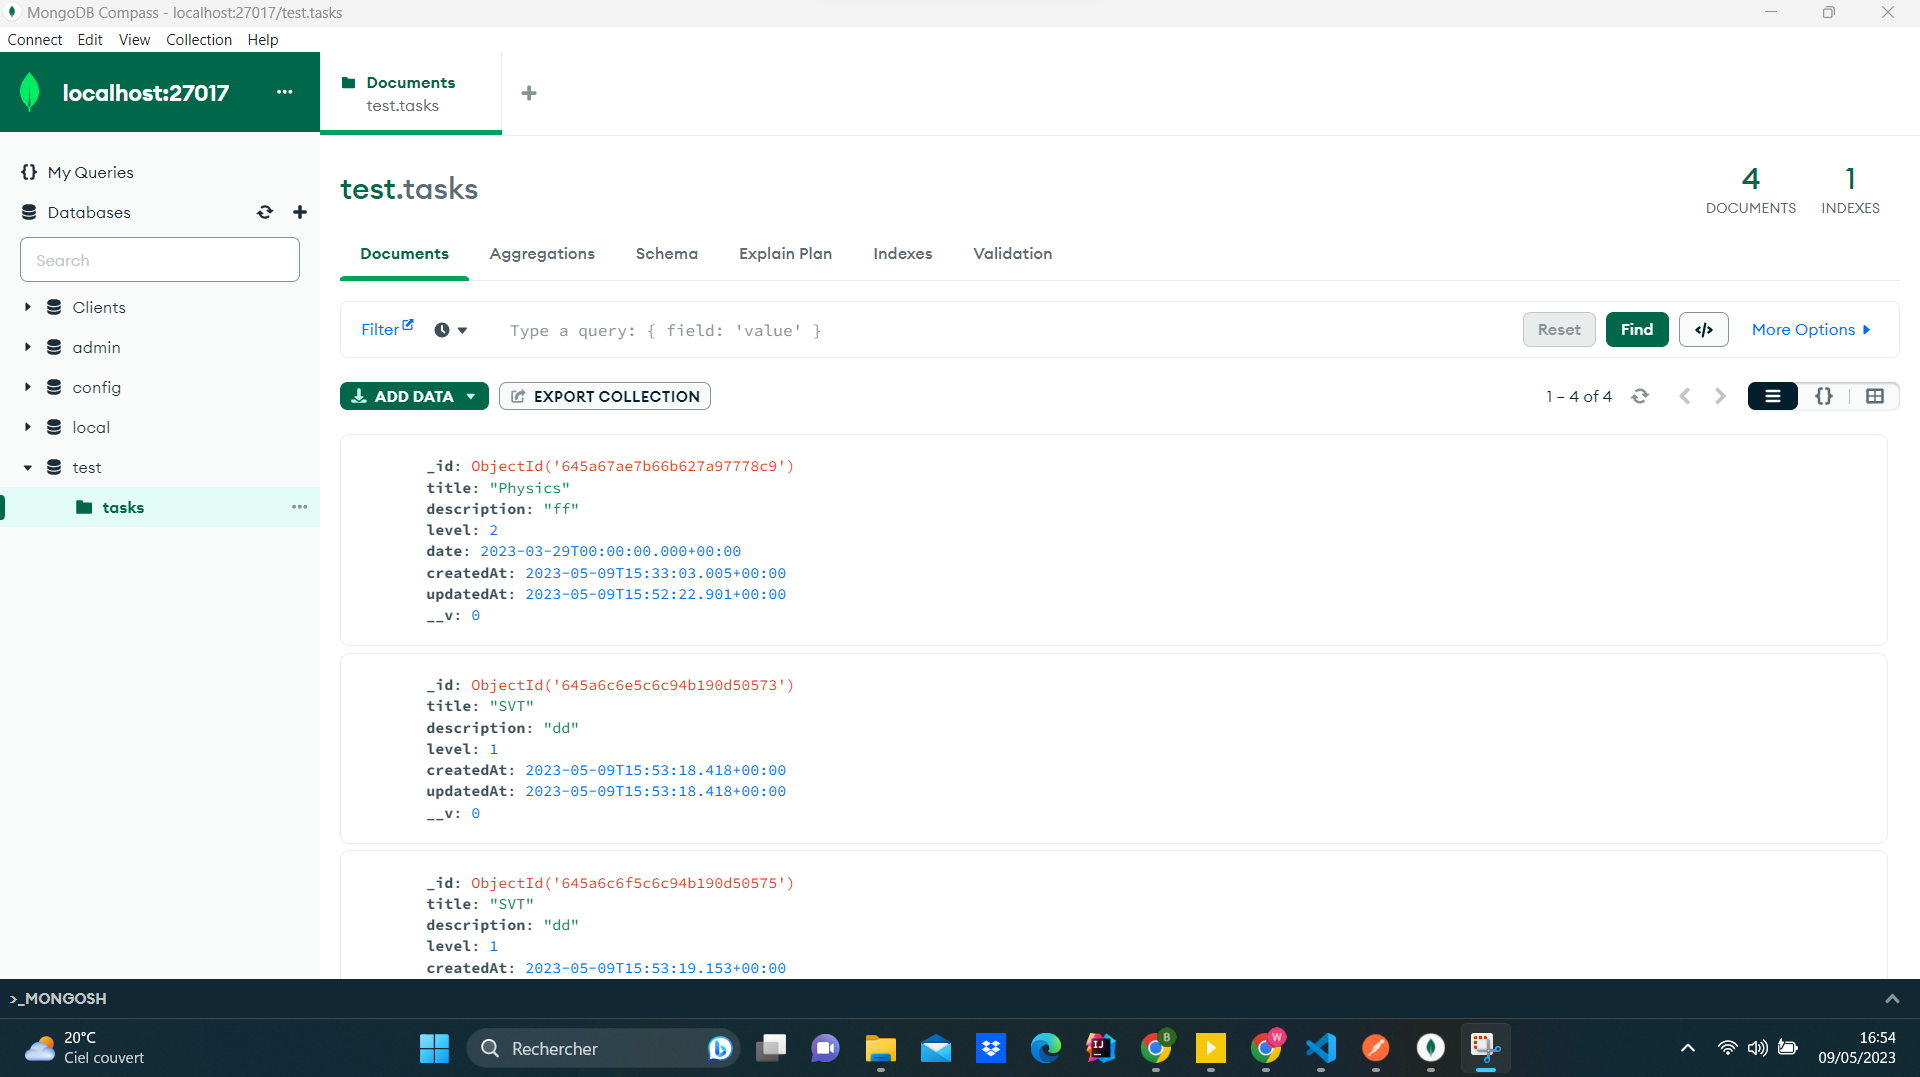 MongoDB Compass - localhost:27017/test.tasks
Connect Edit View Collection Help
localhost:27017 ...
Documents
test.tasks
My Queries
Databases
Search
Clients
admin
config
local
test
tasks
test.tasks
4
DOCUMENTS
1
INDEXES
Documents Aggregations Schema Explain Plan Indexes Validation
Filter Type a query: { field: 'value' } Reset Find </> More Options
ADD DATA EXPORT COLLECTION 1 – 4 of 4 {}
_id: ObjectId('645a67ae7b66b627a97778c9')
title: "Physics"
description: "ff"
level: 2
date: 2023-03-29T00:00:00.000+00:00
createdAt: 2023-05-09T15:33:03.005+00:00
updatedAt: 2023-05-09T15:52:22.901+00:00
__v: 0
_id: ObjectId('645a6c6e5c6c94b190d50573')
title: "SVT"
description: "dd"
level: 1
createdAt: 2023-05-09T15:53:18.418+00:00
updatedAt: 2023-05-09T15:53:18.418+00:00
__v: 0
_id: ObjectId('645a6c6f5c6c94b190d50575')
title: "SVT"
description: "dd"
level: 1
createdAt: 2023-05-09T15:53:19.153+00:00
>_MONGOSH
20°C
Ciel couvert
Rechercher
IJ
B
W
16:54
09/05/2023